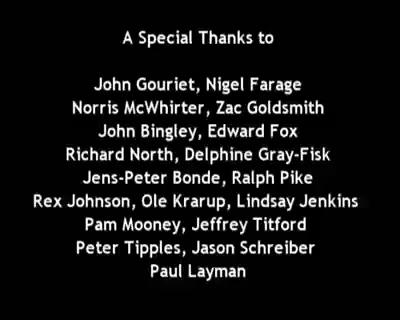 A Special Thanks to
John Gouriet, Nigel Farage
Norris McWhirter, Zac Goldsmith
John Bingley, Edward Fox
Richard North, Delphine Gray-Fisk
Jens-Peter Bonde, Ralph Pike
Rex Johnson, Ole Krarup, Lindsay Jenkins
Pam Mooney, Jeffrey Titford
Peter Tipples, Jason Schreiber
Paul Layman